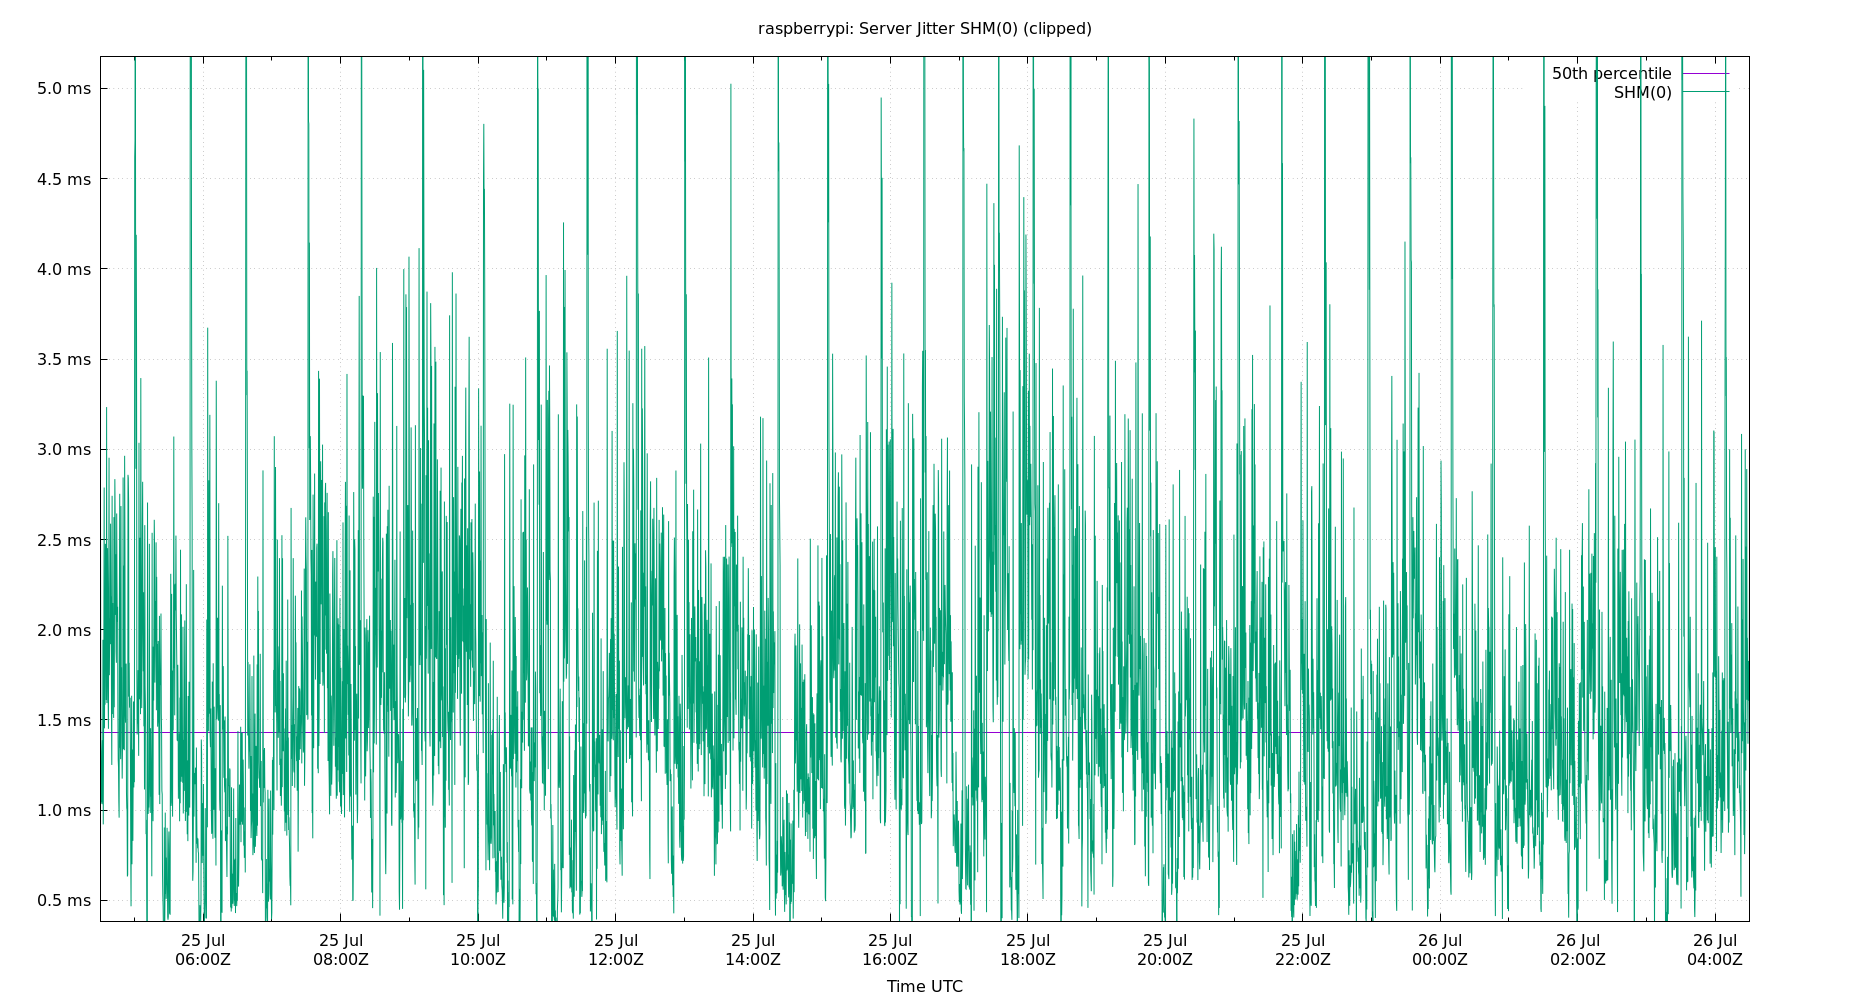 raspberrypi: Server Jitter SHM(0) (clipped)
50th percentile
SHM(0)
5.0 ms
4.5 ms
4.0 ms
3.5 ms
3.0 ms
2.5 ms
2.0 ms
1.5 ms
1.0 ms
0.5 ms
25 Jul 25 Jul 25 Jul 25 Jul 25 Jul 25 Jul 25 Jul 25 Jul 25 Jul 26 Jul 26 Jul 26 Jul
06:00Z 08:00Z 10:00Z 12:00Z 14:00Z 16:00Z 18:00Z 20:00Z 22:00Z 00:00Z 02:00Z 04:00Z
Time UTC